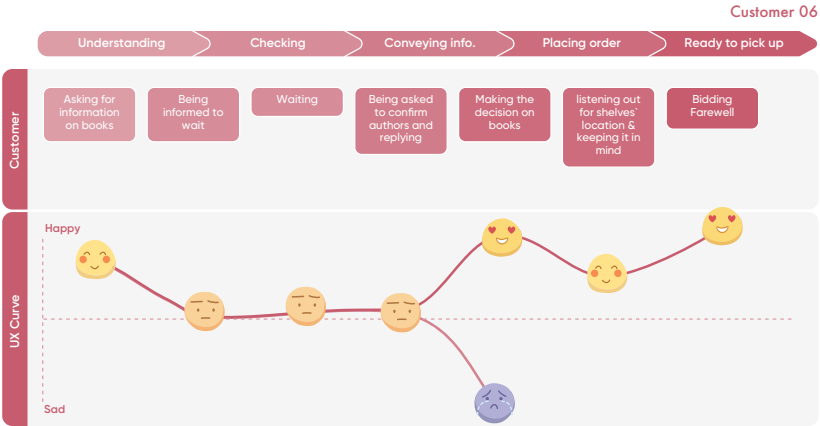 Customer 06
Understanding
Checking
Conveying info.
Placing order
Ready to pick up
Customer
Asking for
information
on books
Being
informed to
wait
Waiting
Being asked
to confirm
authors and
replying
Making the
decision on
books
listening out
for shelves`
location &
keeping it in
mind
Bidding
Farewell
UX Curve
Happy
Sad